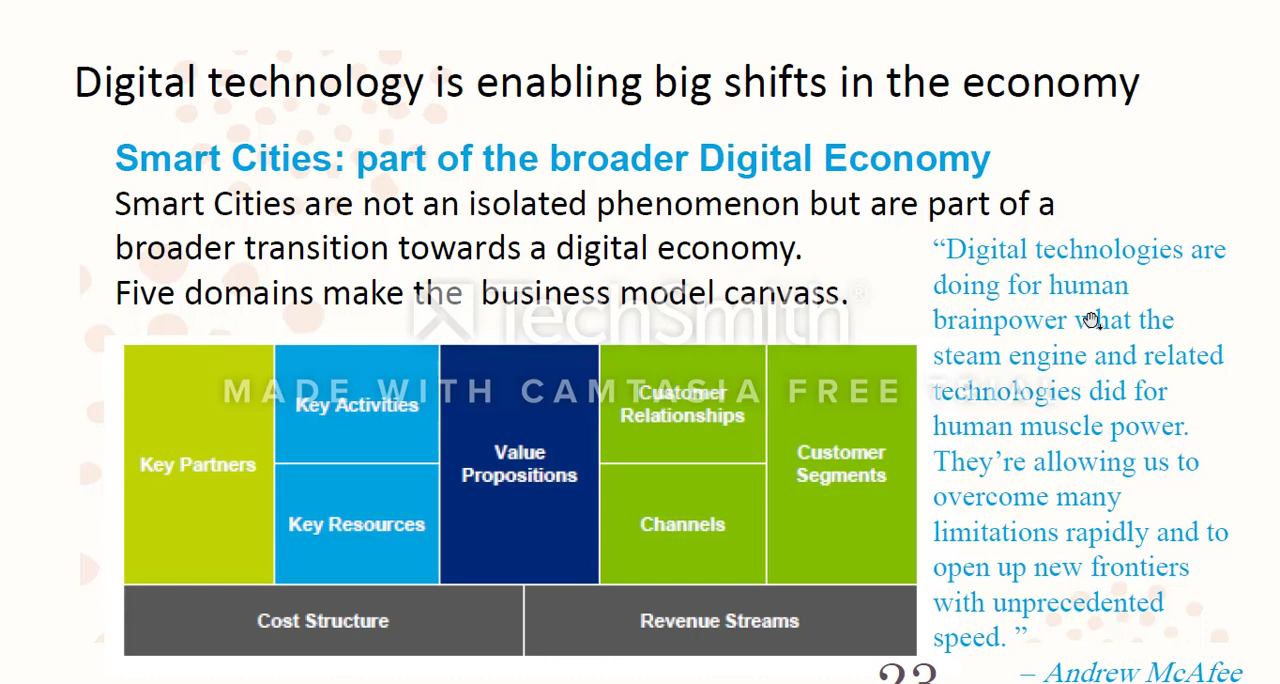 Digital technology is enabling big shifts in the economy
Smart Cities: part of the broader Digital Economy
Smart Cities are not an isolated phenomenon but are part of a
broader transition towards a digital economy.
Five domains make the business model canvass.
TechSmith®
MADE WITH CAMTASIA FREE
Key Partners
Key Activities
Key Resources
Value
Propositions
Customer
Relationships
Channels
Customer
Segments
Cost Structure
Revenue Streams
“Digital technologies are
doing for human
brainpower what the
steam engine and related
technologies did for
human muscle power.
They’re allowing us to
overcome many
limitations rapidly and to
open up new frontiers
with unprecedented
speed. ”
– Andrew McAfee
23